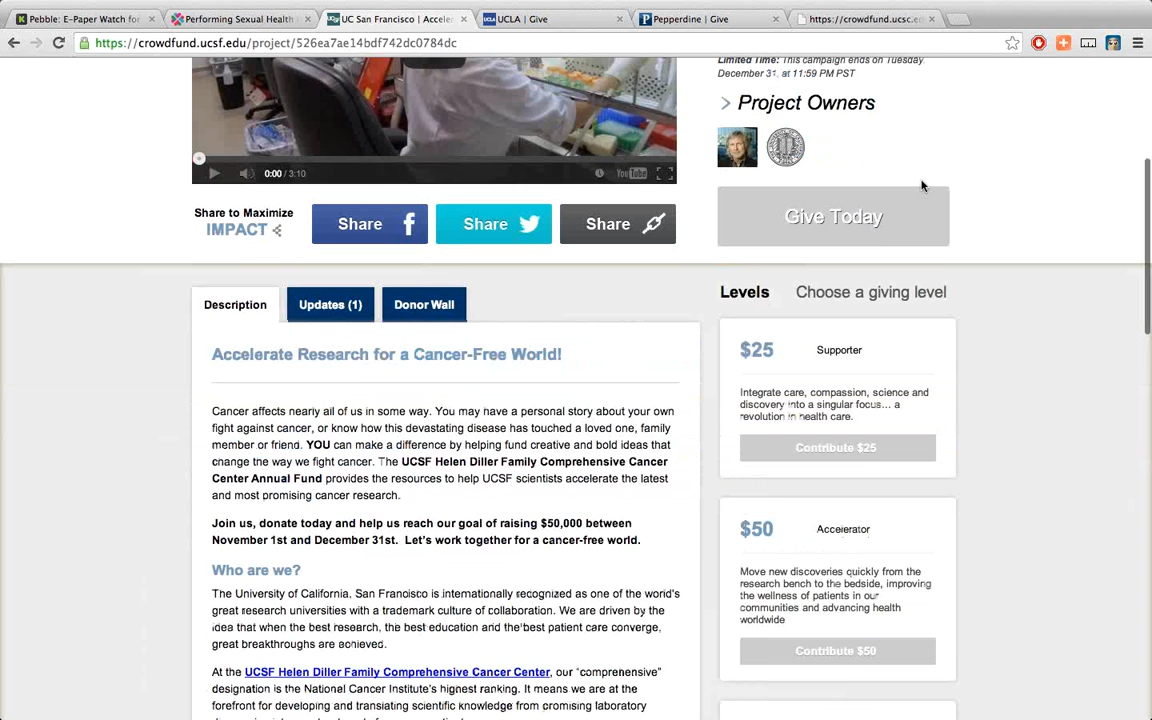 Pebble: E-Paper Watch for
Performing Sexual Health
UC San Francisco | Acceler
UCLA | Give
Pepperdine | Give
https://crowdfund.ucsc.ec
https://crowdfund.ucsf.edu/project/526ea7ae14bdf742dc0784dc
Limited Time: This campaign ends on Tuesday,
December 31, at 11:59 PM PST
Project Owners
0:00 / 3:10
YouTube
Share to Maximize
IMPACT
Share
Share
Share
Give Today
Description
Updates (1)
Donor Wall
Levels
Choose a giving level
Accelerate Research for a Cancer-Free World!
Cancer affects nearly all of us in some way. You may have a personal story about your own
fight against cancer, or know how this devastating disease has touched a loved one, family
member or friend. YOU can make a difference by helping fund creative and bold ideas that
change the way we fight cancer. The UCSF Helen Diller Family Comprehensive Cancer
Center Annual Fund provides the resources to help UCSF scientists accelerate the latest
and most promising cancer research.
Join us, donate today and help us reach our goal of raising $50,000 between
November 1st and December 31st. Let's work together for a cancer-free world.
Who are we?
The University of California, San Francisco is internationally recognized as one of the world's
great research universities with a trademark culture of collaboration. We are driven by the
idea that when the best research, the best education and the best patient care converge,
great breakthroughs are achieved.
At the UCSF Helen Diller Family Comprehensive Cancer Center, our "comprehensive"
designation is the National Cancer Institute's highest ranking. It means we are at the
forefront for developing and translating scientific knowledge from promising laboratory
$25
Supporter
Integrate care, compassion, science and
discovery into a singular focus... a
revolution in health care.
Contribute $25
$50
Accelerator
Move new discoveries quickly from the
research bench to the bedside, improving
the wellness of patients in our
communities and advancing health
worldwide
Contribute $50